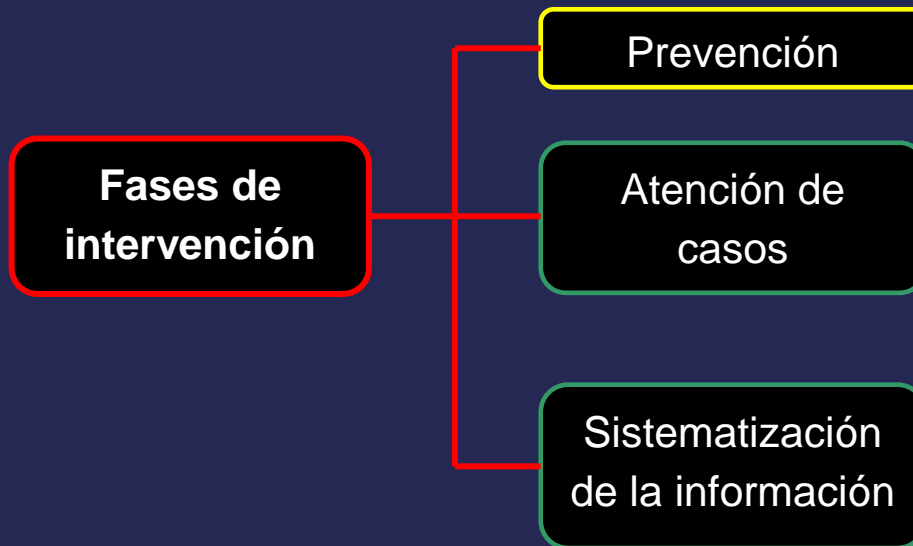 Prevención
Fases de
intervención
Atención de
casos
Sistematización
de la información